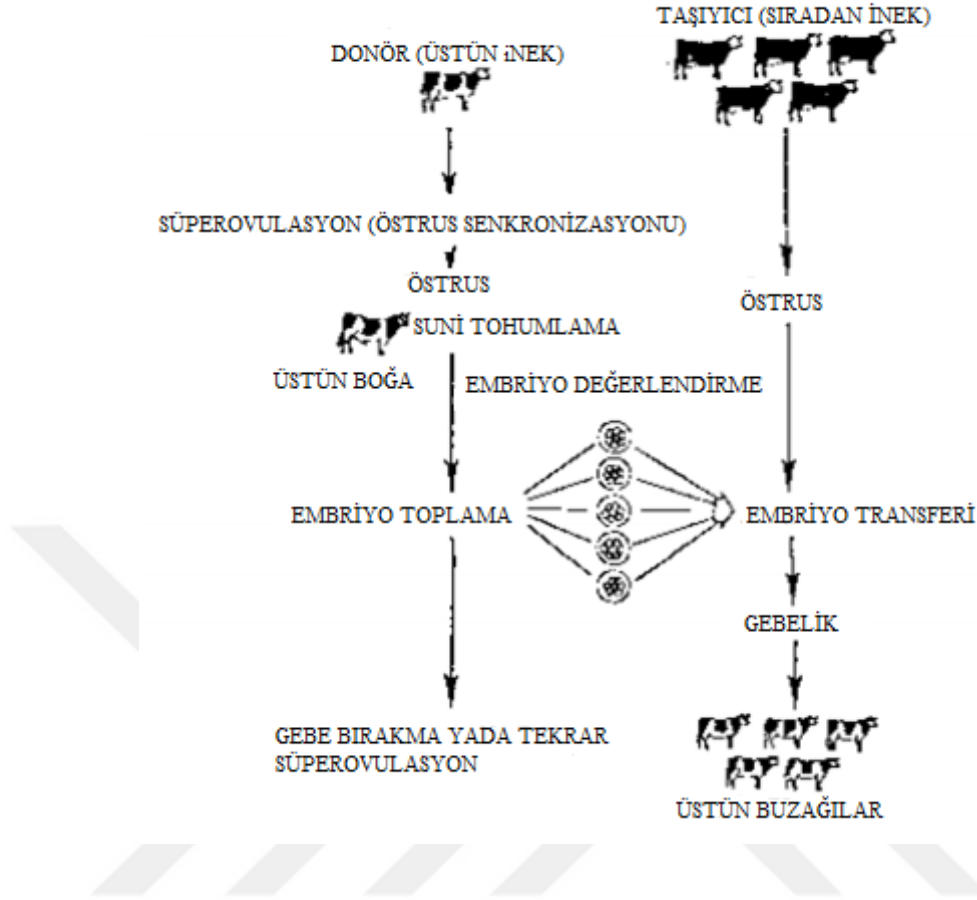 TAŞIYICI (SIRADAN İNEK)
DONÖR (ÜSTÜN iNEK)
SÜPEROVULASYON (ÖSTRUS SENKRONİZASYONU)
ÖSTRUS
ÖSTRUS
SUNİ TOHUMLAMA
ÜSTÜN BOĞA
EMBRİYO DEĞERLENDİRME
EMBRİYO TOPLAMA
EMBRİYO TRANSFERİ
GEBELİK
GEBE BIRAKMA YADA TEKRAR
SÜPEROVULASYON
ÜSTÜN BUZAĞILAR